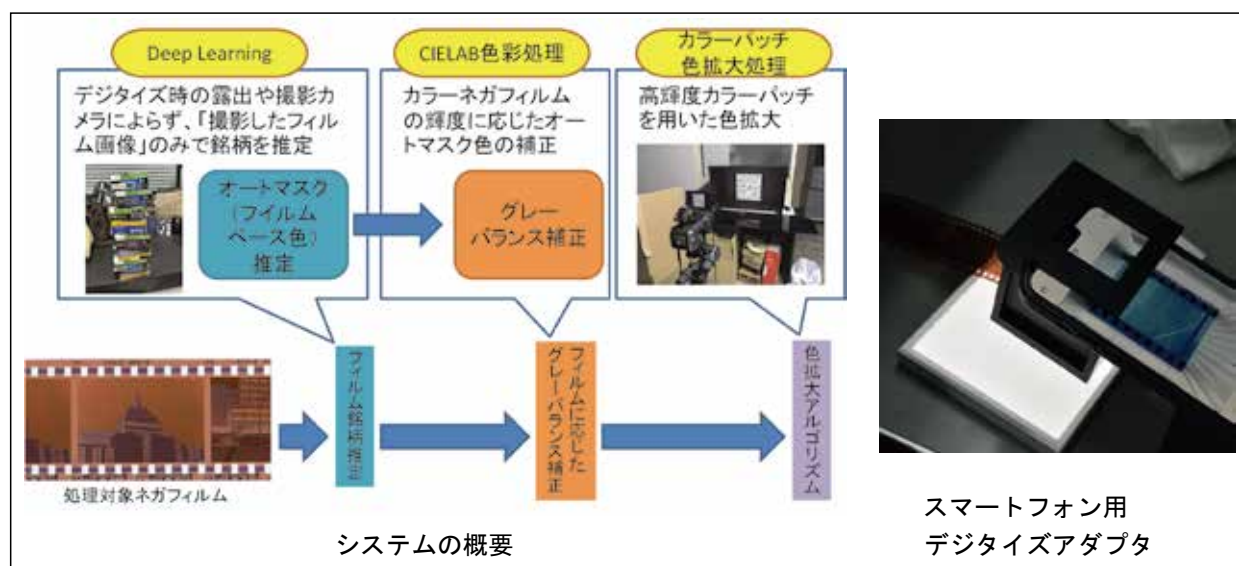 Deep Learning
デジタイズ時の露出や撮影カ
メラによらず、「撮影したフィル
ム画像」のみで銘柄を推定
オートマスク
(フイルム
ベース色)
推定
CIELAB色彩処理
カラーネガフィルム
の輝度に応じたオー
トマスク色の補正
グレー
バランス補正
カラーパッチ
色拡大処理
高輝度カラーパッチ
を用いた色拡大
処理対象ネガフィルム
フィルム銘柄推定
フィルムに応じた
グレーバランス補正
色拡大アルゴリズム
システムの概要
スマートフォン用
デジタイズアダプタ